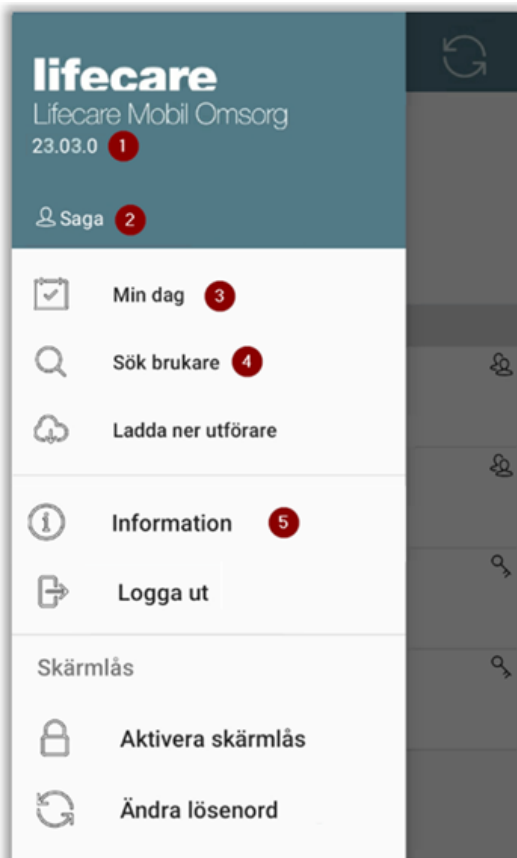 lifecare
Lifecare Mobil Omsorg
23.03.0 1
Saga 2
Min dag 3
Sök brukare 4
Ladda ner utförare
Information 5
Logga ut
Skärmlås
Aktivera skärmlås
Ändra lösenord